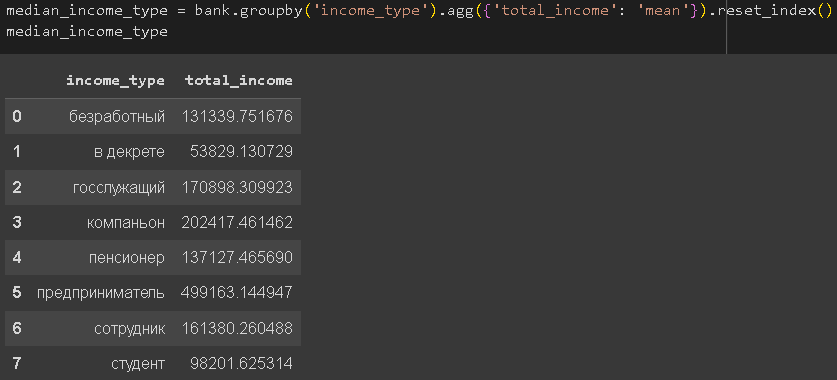 median_income_type = bank.groupby('income_type').agg({'total_income': 'mean'}).reset_index()
median_income_type
income_type total_income
0 безработный 131339.751676
1 в декрете 53829.130729
2 госслужащий 170898.309923
3 компаньон 202417.461462
4 пенсионер 137127.465690
5 предприниматель 499163.144947
6 сотрудник 161380.260488
7 студент 98201.625314